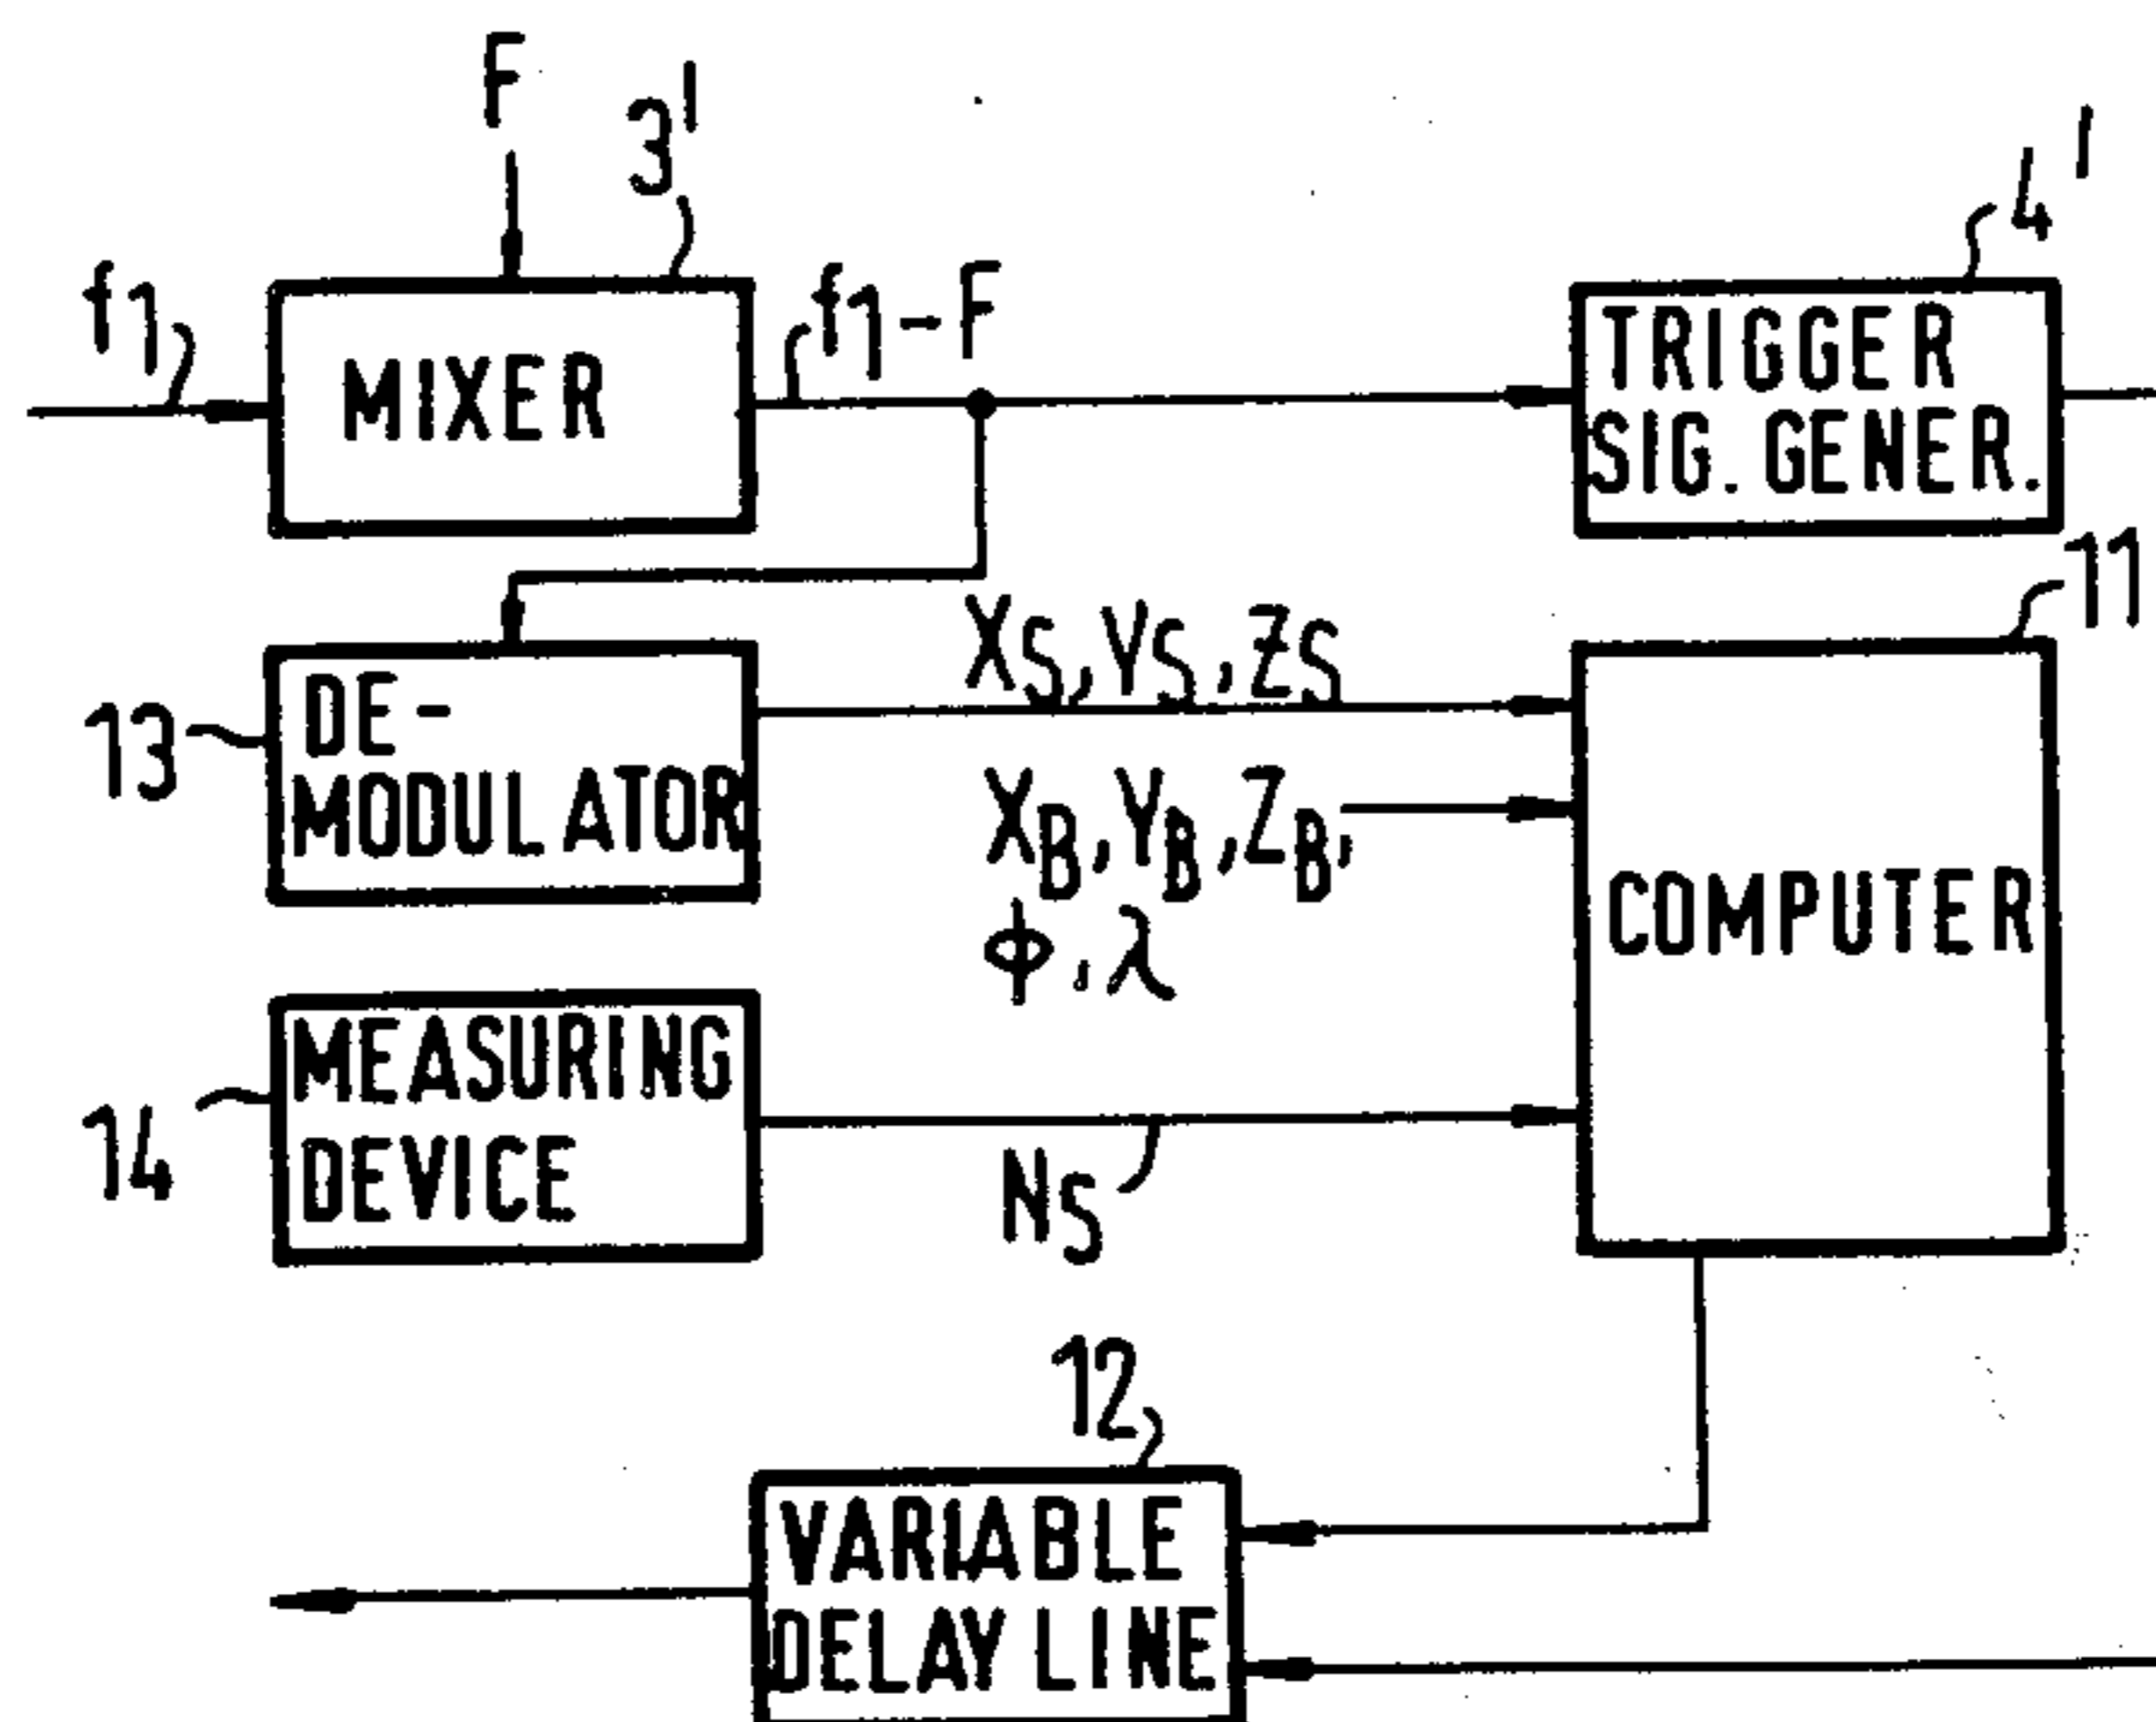 F
3'
4'
f1
f1-F
MIXER
TRIGGER
SIG. GENER.
11
XS,YS,ZS
13
DE-
MODULATOR
XB,YB,ZB,
ϕ,λ
COMPUTER
14
MEASURING
DEVICE
NS
12
VARIABLE
DELAY LINE